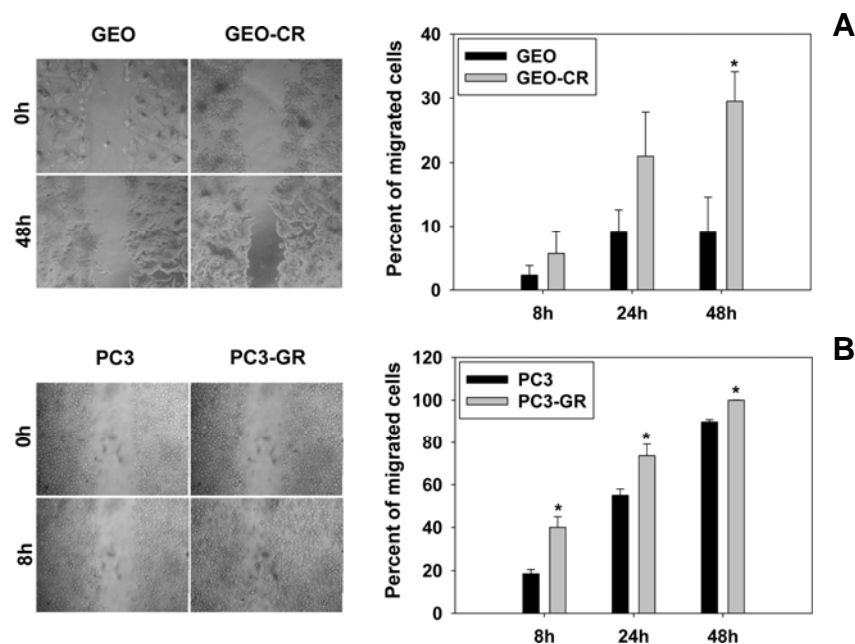 A
GEO GEO-CR
0h
48h
Percent of migrated cells
40
30
20
10
0
GEO
GEO-CR
*
8h 24h 48h
B
PC3 PC3-GR
0h
8h
Percent of migrated cells
120
100
80
60
40
20
0
PC3
PC3-GR
* * *
8h 24h 48h